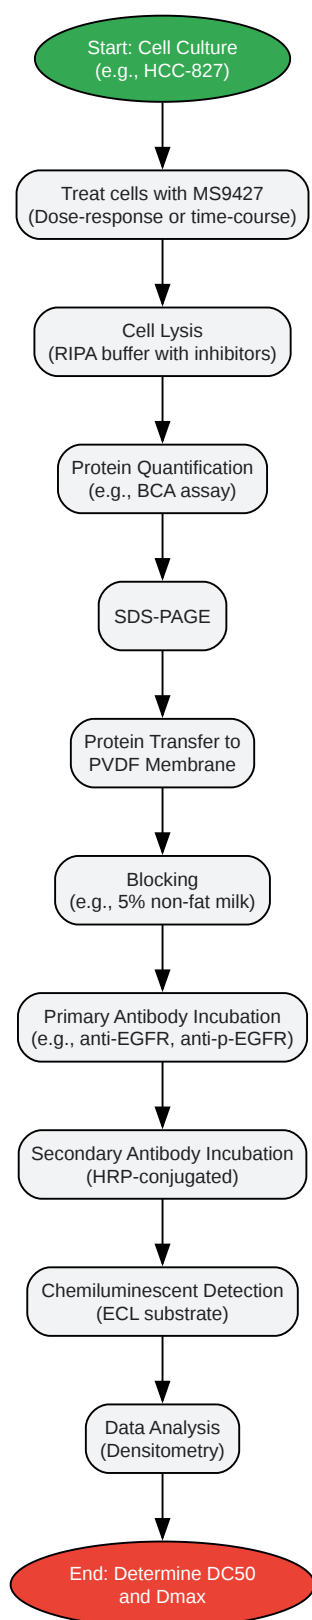 Start: Cell Culture
(e.g., HCC-827)
Treat cells with MS9427
(Dose-response or time-course)
Cell Lysis
(RIPA buffer with inhibitors)
Protein Quantification
(e.g., BCA assay)
SDS-PAGE
Protein Transfer to
PVDF Membrane
Blocking
(e.g., 5% non-fat milk)
Primary Antibody Incubation
(e.g., anti-EGFR, anti-p-EGFR)
Secondary Antibody Incubation
(HRP-conjugated)
Chemiluminescent Detection
(ECL substrate)
Data Analysis
(Densitometry)
End: Determine DC50
and Dmax